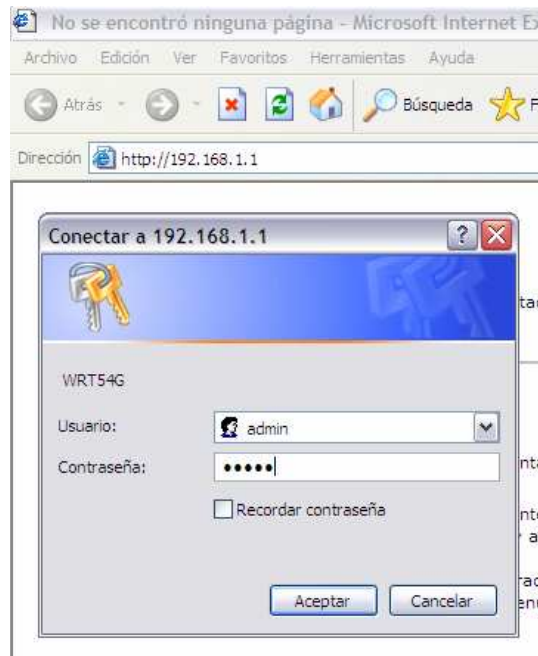 No se encontró ninguna página - Microsoft Internet Ex
Archivo Edición Ver Favoritos Herramientas Ayuda
Atrás Búsqueda F
Dirección http://192.168.1.1
Conectar a 192.168.1.1
WRT54G
Usuario: admin
Contraseña: •••••
Recordar contraseña
Aceptar Cancelar